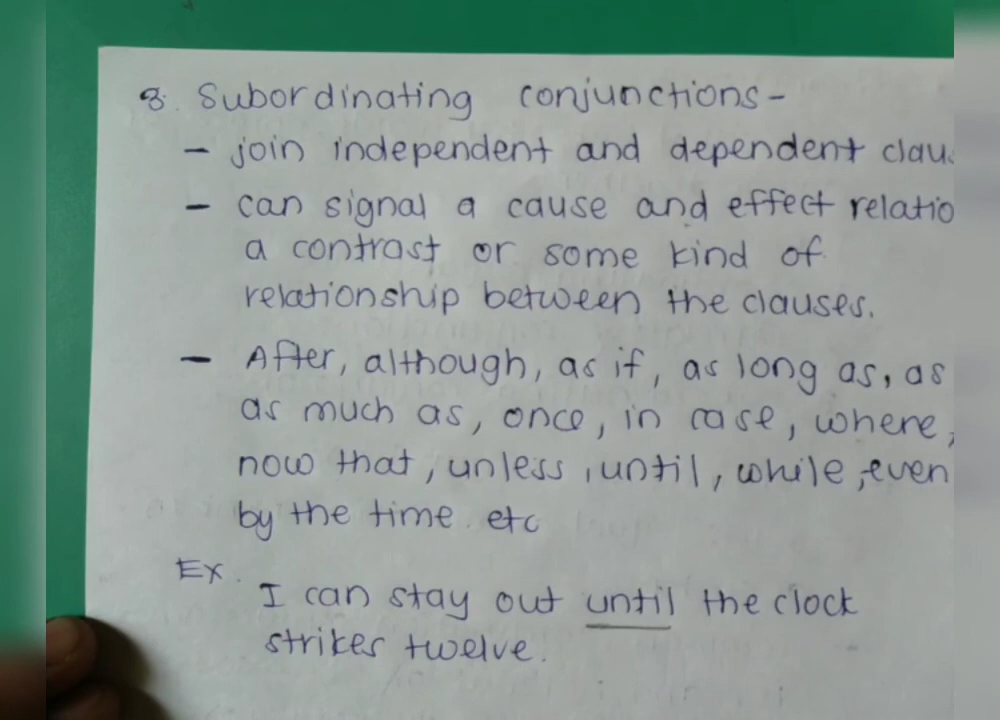 8. Subordinating conjunctions -
- join independent and dependent
- can signal a cause and effect
a contrast or some kind of
relationship between the clauses.
- After, although, as if, as long as, as
as much as, once, in case, where,
now that, unless, until, while, even
by the time. etc
Ex.
I can stay out until the clock
strikes twelve.